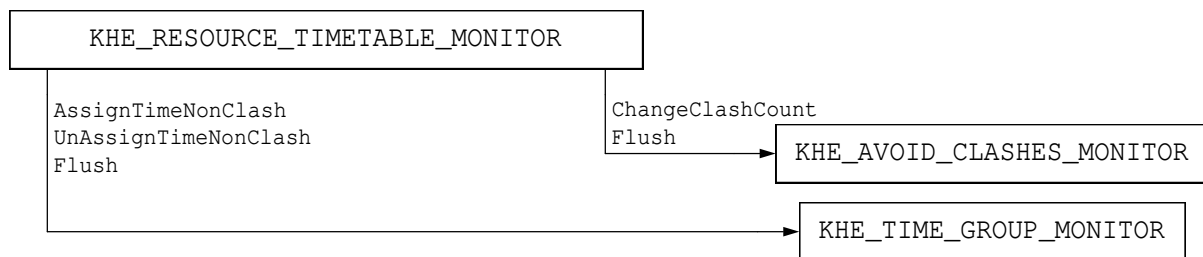 KHE_RESOURCE_TIMETABLE_MONITOR
AssignTimeNonClash
UnAssignTimeNonClash
Flush
ChangeClashCount
Flush
KHE_AVOID_CLASHES_MONITOR
KHE_TIME_GROUP_MONITOR